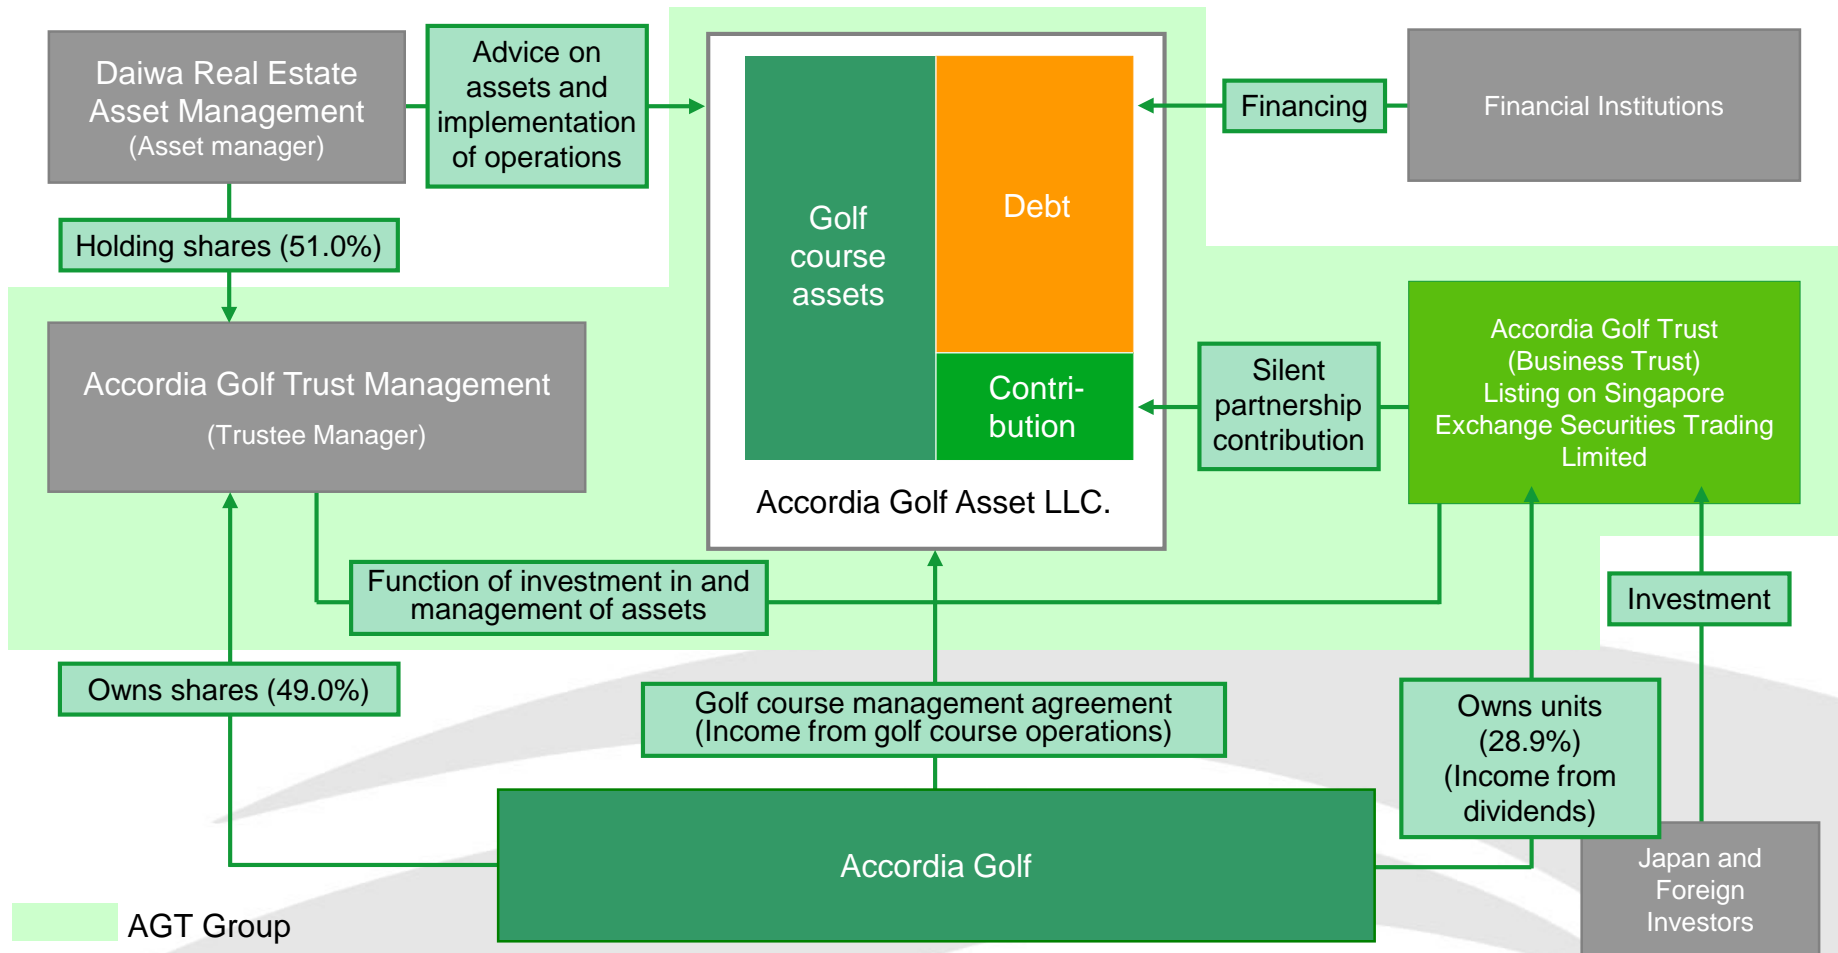 Daiwa Real Estate
Asset Management
(Asset manager)
Advice on
assets and
implementation
of operations
Golf
course
assets
Debt
Contri-
bution
Accordia Golf Asset LLC.
Financing
Financial Institutions
Holding shares (51.0%)
Accordia Golf Trust Management
(Trustee Manager)
Silent
partnership
contribution
Accordia Golf Trust
(Business Trust)
Listing on Singapore
Exchange Securities Trading
Limited
Function of investment in and
management of assets
Investment
Owns shares (49.0%)
Golf course management agreement
(Income from golf course operations)
Owns units
(28.9%)
(Income from
dividends)
Accordia Golf
Japan and
Foreign
Investors
AGT Group